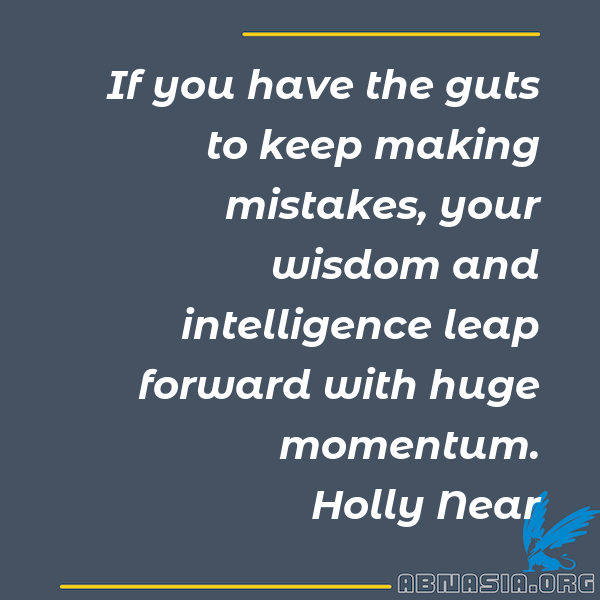 If you have the guts
to keep making
mistakes, your
wisdom and
intelligence leap
forward with huge
momentum.
Holly Near
ABNASIA.ORG